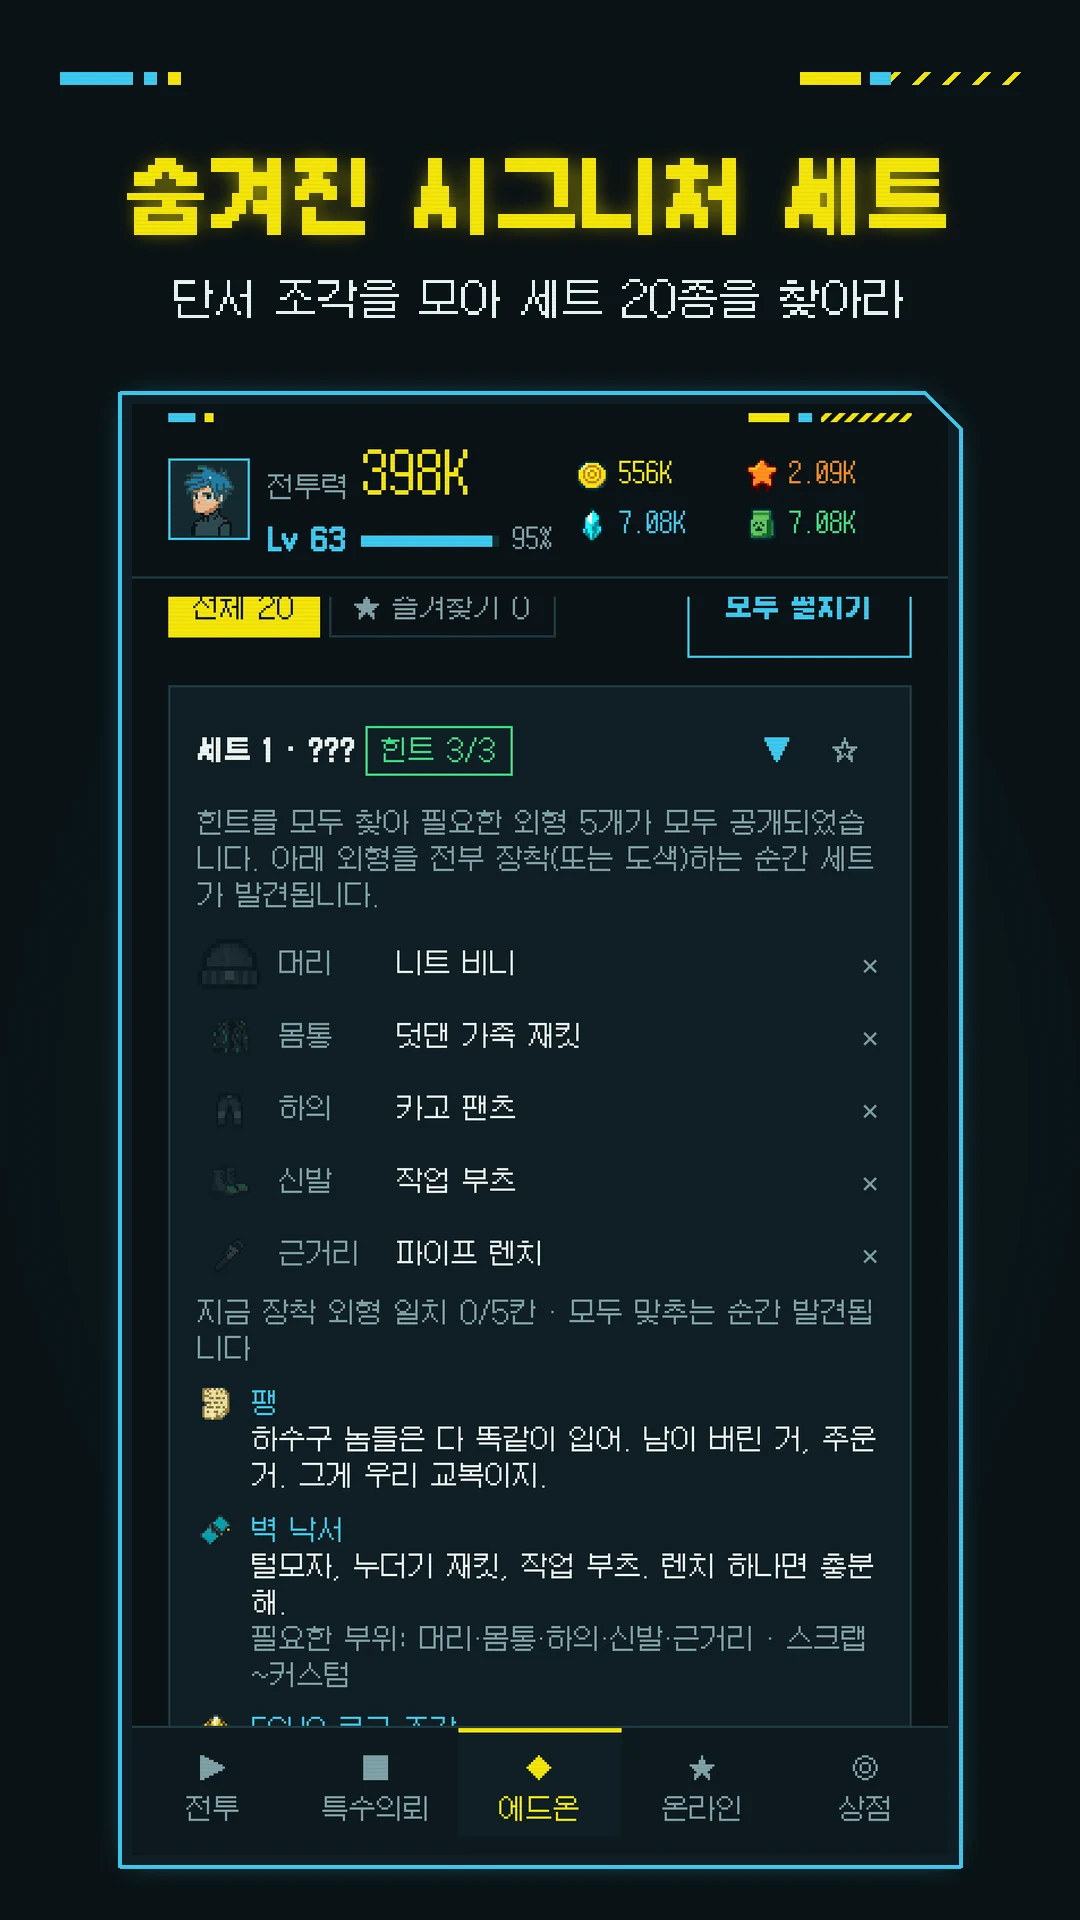 숨겨진 시그니처 세트
단서 조각을 모아 세트 20종을 찾아라
전투력 398K 556K 2.09K
Lv 63 95% 7.08K 7.08K
전체 20 ★ 즐겨찾기 0 모두 펼치기
세트 1 · ??? 힌트 3/3
힌트를 모두 찾아 필요한 외형 5개가 모두 공개되었습
니다. 아래 외형을 전부 장착(또는 도색)하는 순간 세트
가 발견됩니다.
머리 니트 비니 ×
몸통 덧댄 가죽 재킷 ×
하의 카고 팬츠 ×
신발 작업 부츠 ×
근거리 파이프 렌치 ×
지금 장착 외형 일치 0/5칸 · 모두 맞추는 순간 발견됩
니다
팽
하수구 놈들은 다 똑같이 입어. 남이 버린 거, 주운
거. 그게 우리 교복이지.
벽 낙서
털모자, 누더기 재킷, 작업 부츠. 렌치 하나면 충분
해.
필요한 부위: 머리·몸통·하의·신발·근거리 · 스크랩
~커스텀
전투 특수의뢰 에드온 온라인 상점